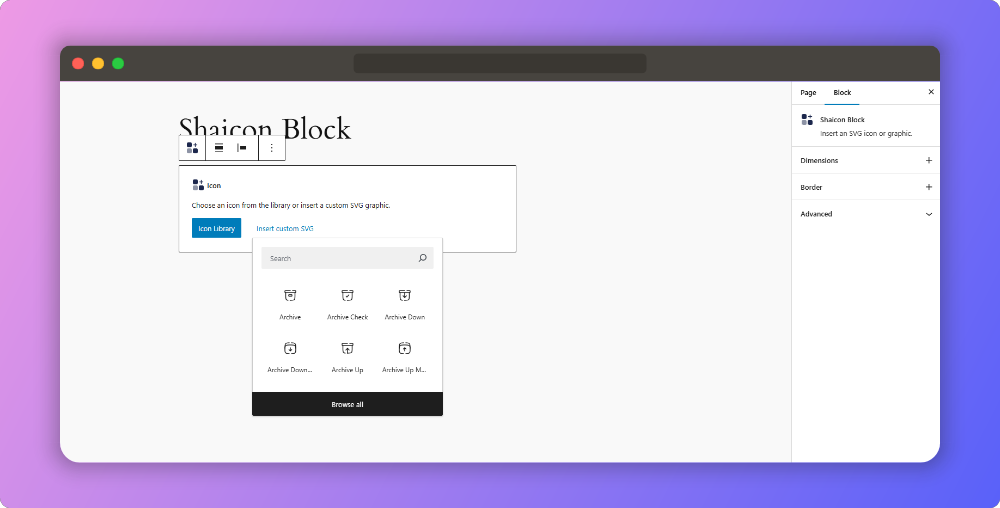 Page Block
Shaicon Block
Shaicon Block
Insert an SVG icon or graphic.
Icon
Choose an icon from the library or insert a custom SVG graphic.
Icon Library Insert custom SVG
Search
Archive Archive Check Archive Down
Archive Down... Archive Up Archive Up M...
Browse all
Dimensions
Border
Advanced